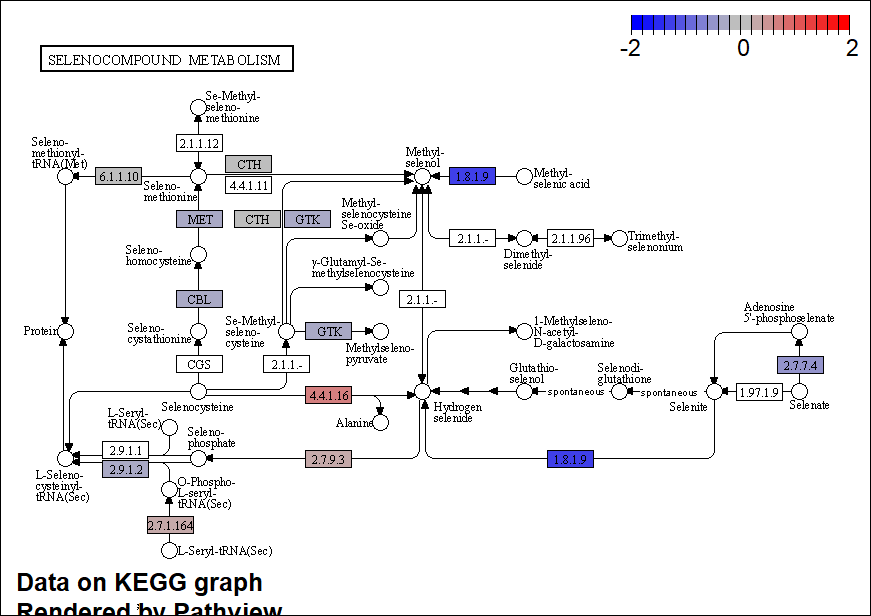 -2 0 2
SELENOCOMPOUND METABOLISM
Se-Methyl-
seleno-
methionine
2.1.1.12
Seleno-
methionyl-
tRNA(Met)
6.1.1.10
Seleno-
methionine
CTH
4.4.1.11
Methyl-
selenol
1.8.1.9
Methyl-
selenic acid
MET
CTH
GTK
Methyl-
selenocysteine
Se-oxide
2.1.1.-
Dimethyl-
selenide
2.1.1.96
Trimethyl-
selenonium
Seleno-
homocysteine
γ-Glutamyl-Se-
methylselenocysteine
CBL
2.1.1.-
Protein
Seleno-
cystathionine
Se-Methyl-
seleno-
cysteine
GTK
Methylseleno-
pyruvate
1-Methylseleno-
N-acetyl-
D-galactosamine
Adenosine
5'-phosphoselenate
CGS
2.1.1.-
Glutathio-
selenol
Selenodi-
glutathione
2.7.7.4
Selenocysteine
4.4.1.16
Alanine
Hydrogen
selenide
spontaneous
spontaneous
Selenite
1.97.1.9
Selenate
L-Seryl-
tRNA(Sec)
Seleno-
phosphate
2.9.1.1
2.9.1.2
2.7.9.3
1.8.1.9
L-Seleno-
cysteinyl-
tRNA(Sec)
O-Phospho-
L-seryl-
tRNA(Sec)
2.7.1.164
L-Seryl-tRNA(Sec)
Data on KEGG graph
Rendered by Pathview